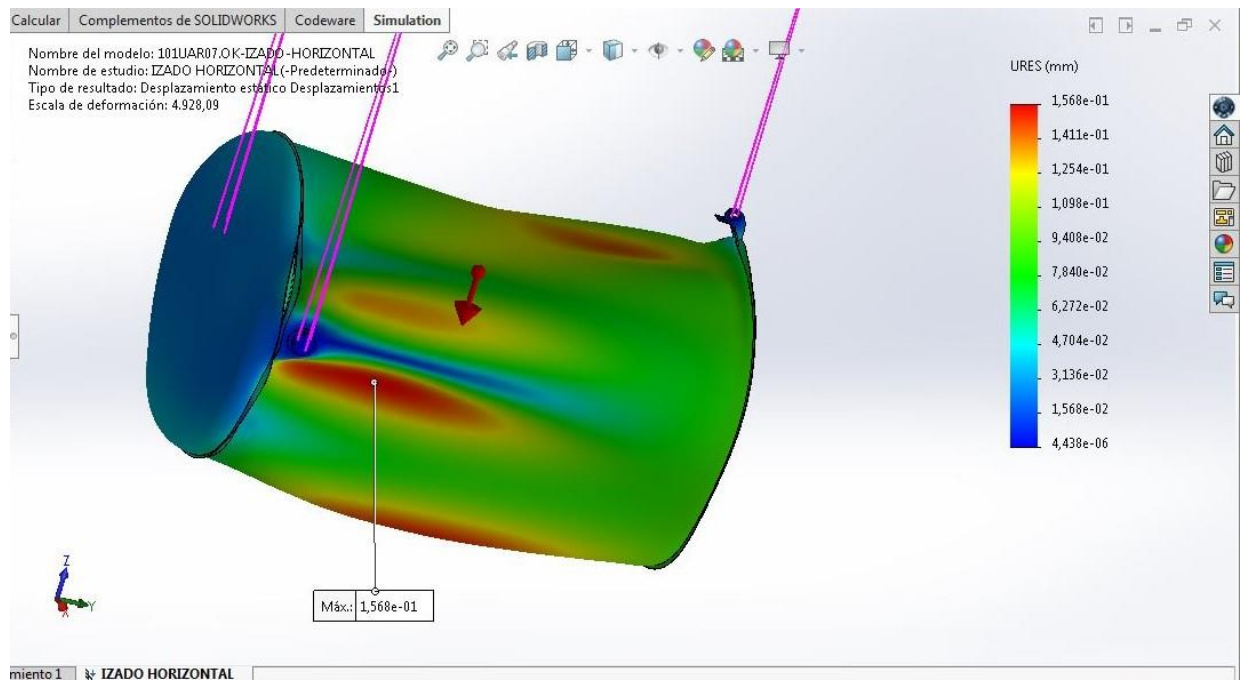 Calcular Complementos de SOLIDWORKS Codeware Simulation
Nombre del modelo: 101UAR07.OK-IZADO-HORIZONTAL
Nombre de estudio: IZADO HORIZONTAL(-Predeterminado-)
Tipo de resultado: Desplazamiento estático Desplazamientos1
Escala de deformación: 4.928,09
URES (mm)
1,568e-01
1,411e-01
1,254e-01
1,098e-01
9,408e-02
7,840e-02
6,272e-02
4,704e-02
3,136e-02
1,568e-02
4,438e-06
Máx.: 1,568e-01
Z
Y
X
miento 1 IZADO HORIZONTAL